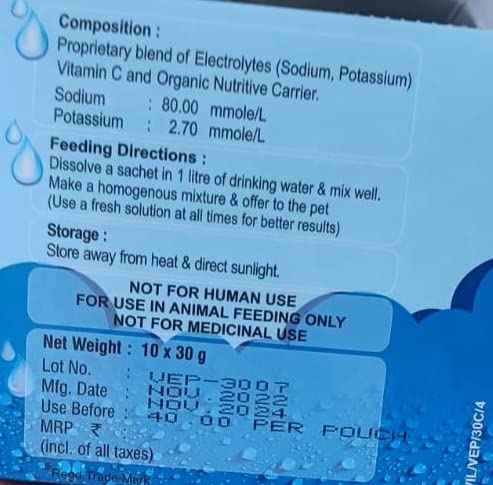 Composition :
Proprietary blend of Electrolytes (Sodium, Potassium)
Vitamin C and Organic Nutritive Carrier.
Sodium : 80.00 mmole/L
Potassium : 2.70 mmole/L
Feeding Directions :
Dissolve a sachet in 1 litre of drinking water & mix well.
Make a homogenous mixture & offer to the pet
(Use a fresh solution at all times for better results)
Storage :
Store away from heat & direct sunlight.
NOT FOR HUMAN USE
FOR USE IN ANIMAL FEEDING ONLY
NOT FOR MEDICINAL USE
Net Weight : 10 x 30 g
Lot No. : VEP-3007
Mfg. Date : NOV.2022
Use Before : NOV.2024
MRP ₹ : 40.00 PER POUCH
(incl. of all taxes)
Regd. Trade Mark
VIL/VEP/30C/4